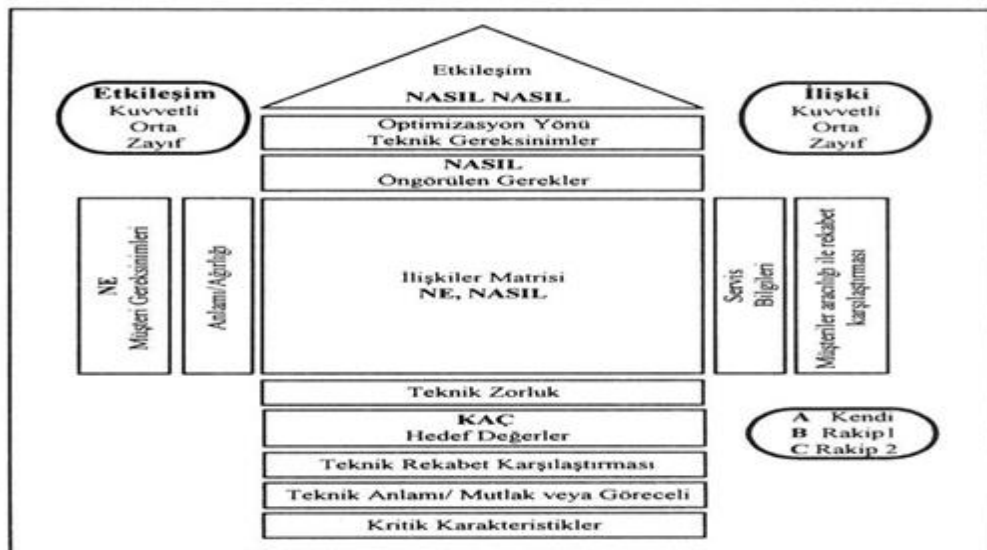 Etkileşim
NASIL NASIL
Etkileşim
Kuvvetli
Orta
Zayıf
İlişki
Kuvvetli
Orta
Zayıf
Optimizasyon Yönü
Teknik Gereksinimler
NASIL
Öngörülen Gerekler
NE
Müşteri Gereksinimleri
Anlamı/Ağırlığı
İlişkiler Matrisi
NE, NASIL
Servis
Bilgileri
Müşteriler aracılığı ile rekabet
karşılaştırması
Teknik Zorluk
KAÇ
Hedef Değerler
A Kendi
B Rakip1
C Rakip 2
Teknik Rekabet Karşılaştırması
Teknik Anlamı/ Mutlak veya Göreceli
Kritik Karakteristikler